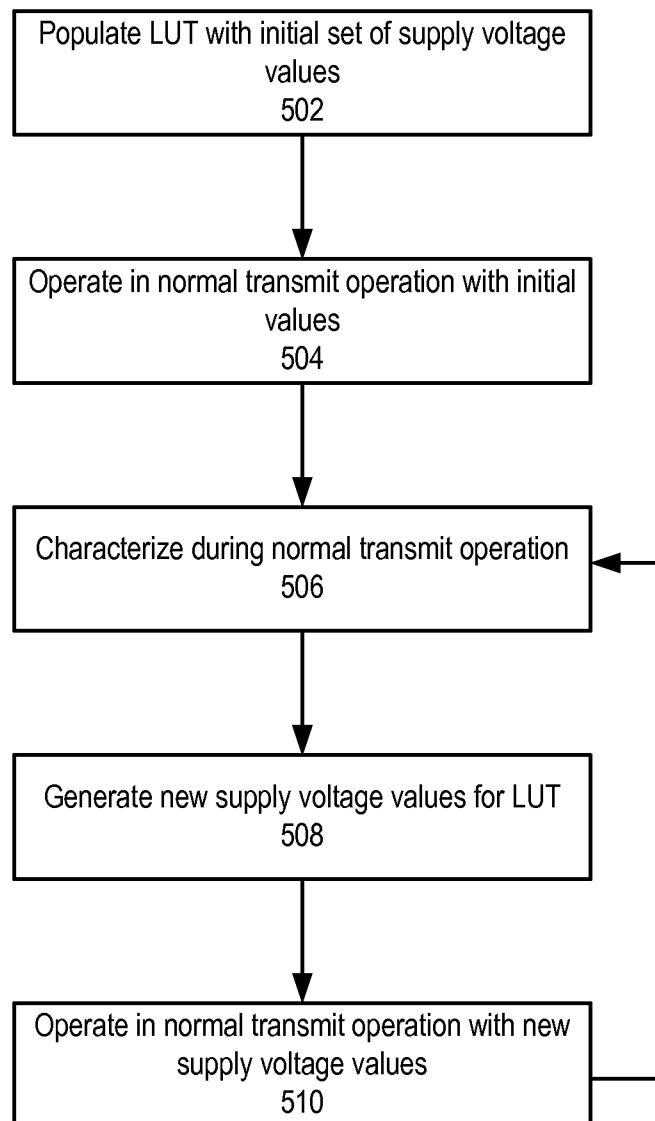 Populate LUT with initial set of supply voltage
values
502
Operate in normal transmit operation with initial
values
504
Characterize during normal transmit operation
506
Generate new supply voltage values for LUT
508
Operate in normal transmit operation with new
supply voltage values
510